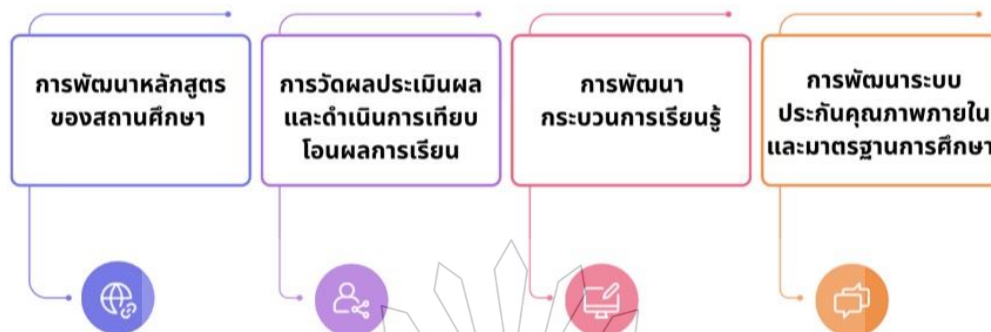 การพัฒนาหลักสูตร
ของสถานศึกษา
การวัดผลประเมินผล
และดำเนินการเทียบ
โอนผลการเรียน
การพัฒนา
กระบวนการเรียนรู้
การพัฒนาระบบ
ประกันคุณภาพภายใน
และมาตรฐานการศึกษา